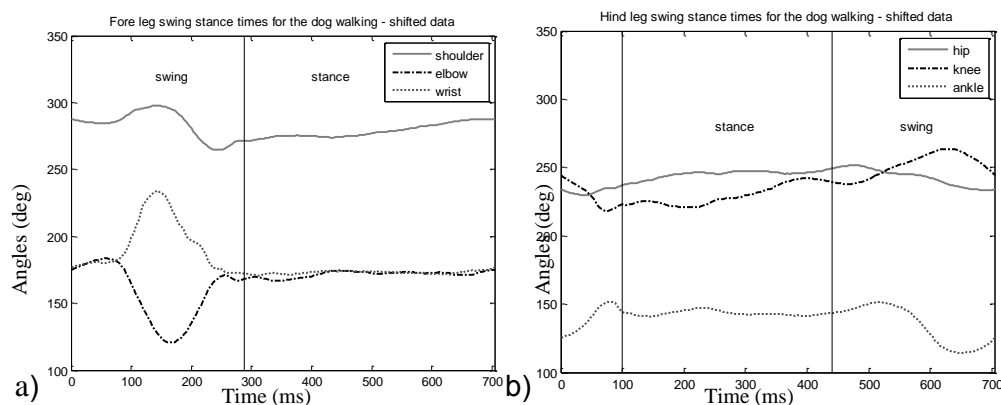 Fore leg swing stance times for the dog walking - shifted data
350
300
250
200
150
100
Angles (deg)
swing
stance
shoulder
elbow
wrist
0 100 200 300 400 500 600 700
Time (ms)
a)
Hind leg swing stance times for the dog walking - shifted data
350
300
250
200
150
100
Angles (deg)
stance
swing
hip
knee
ankle
0 100 200 300 400 500 600 700
Time (ms)
b)